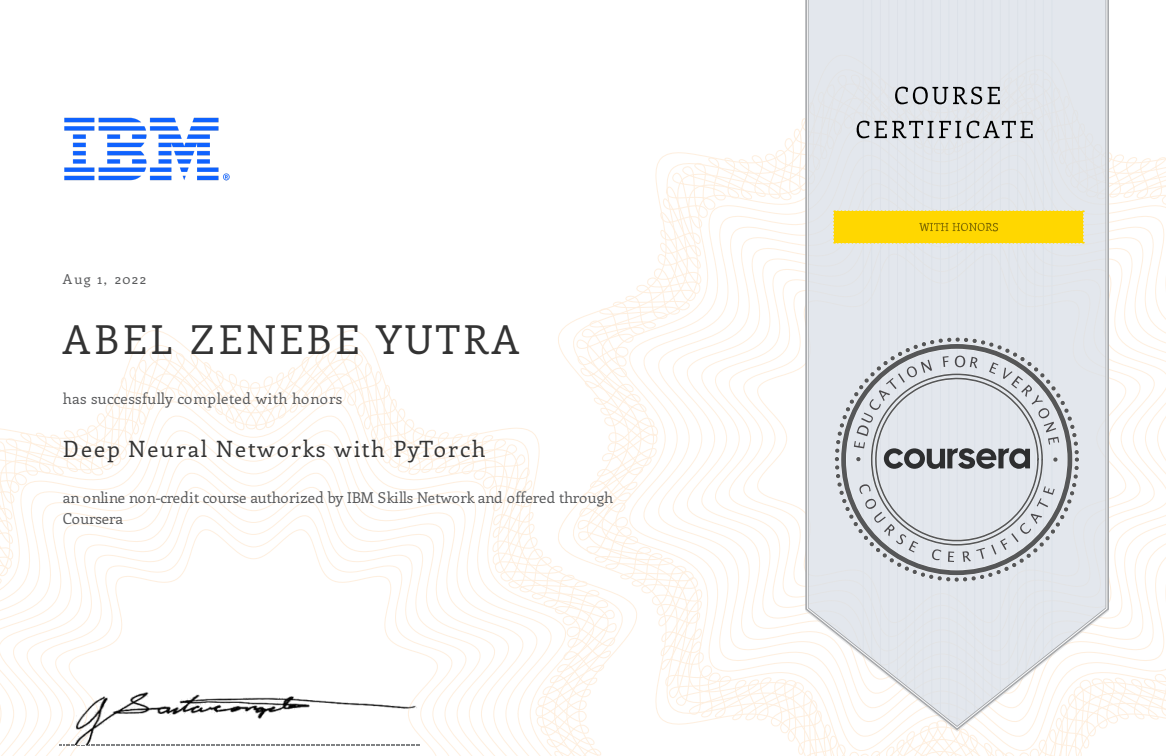 IBM®
COURSE
CERTIFICATE
WITH HONORS
Aug 1, 2022
ABEL ZENEBE YUTRA
has successfully completed with honors
Deep Neural Networks with PyTorch
an online non-credit course authorized by IBM Skills Network and offered through
Coursera
EDUCATION FOR EVERYONE
coursera
COURSE CERTIFICATE